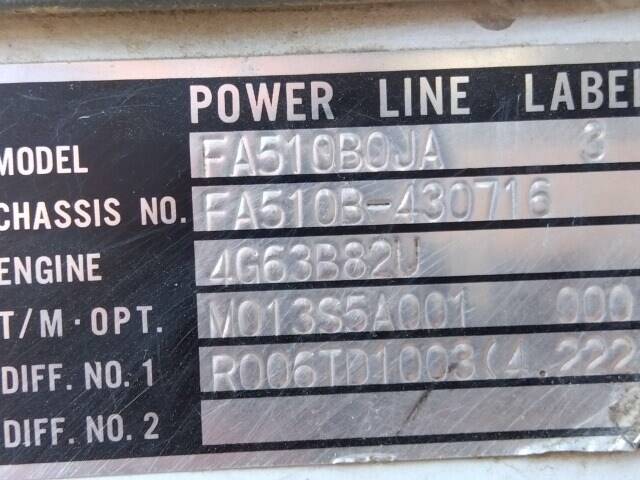 POWER LINE LABEL
MODEL FA510B0JA 3
CHASSIS NO. FA510B-430716
ENGINE 4G63B82U
T/M·OPT. M013S5A001 000
DIFF. NO. 1 R006TD1003(4.222
DIFF. NO. 2